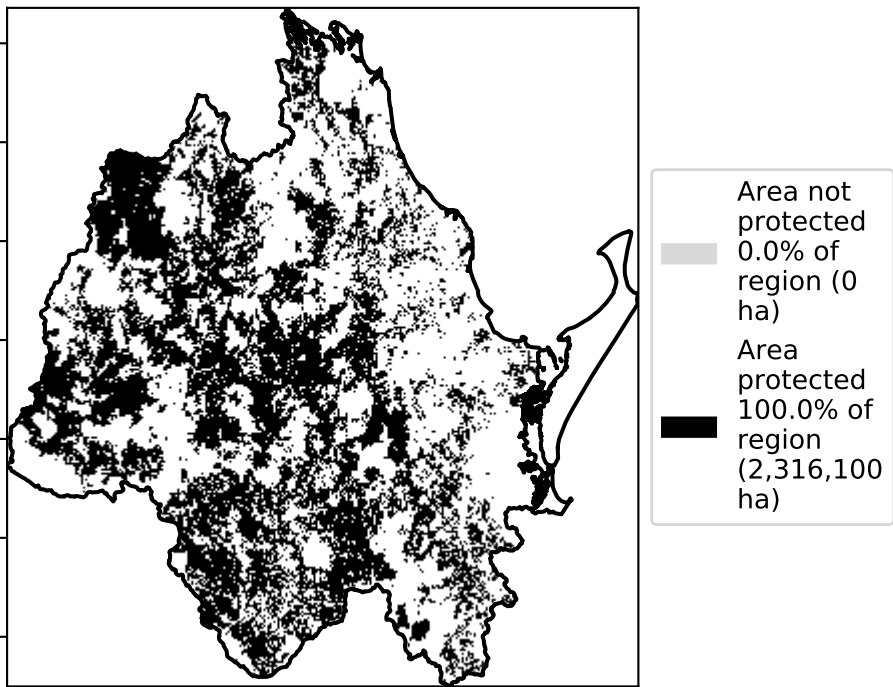 Area not
protected
0.0% of
region (0
ha)
Area
protected
100.0% of
region
(2,316,100
ha)